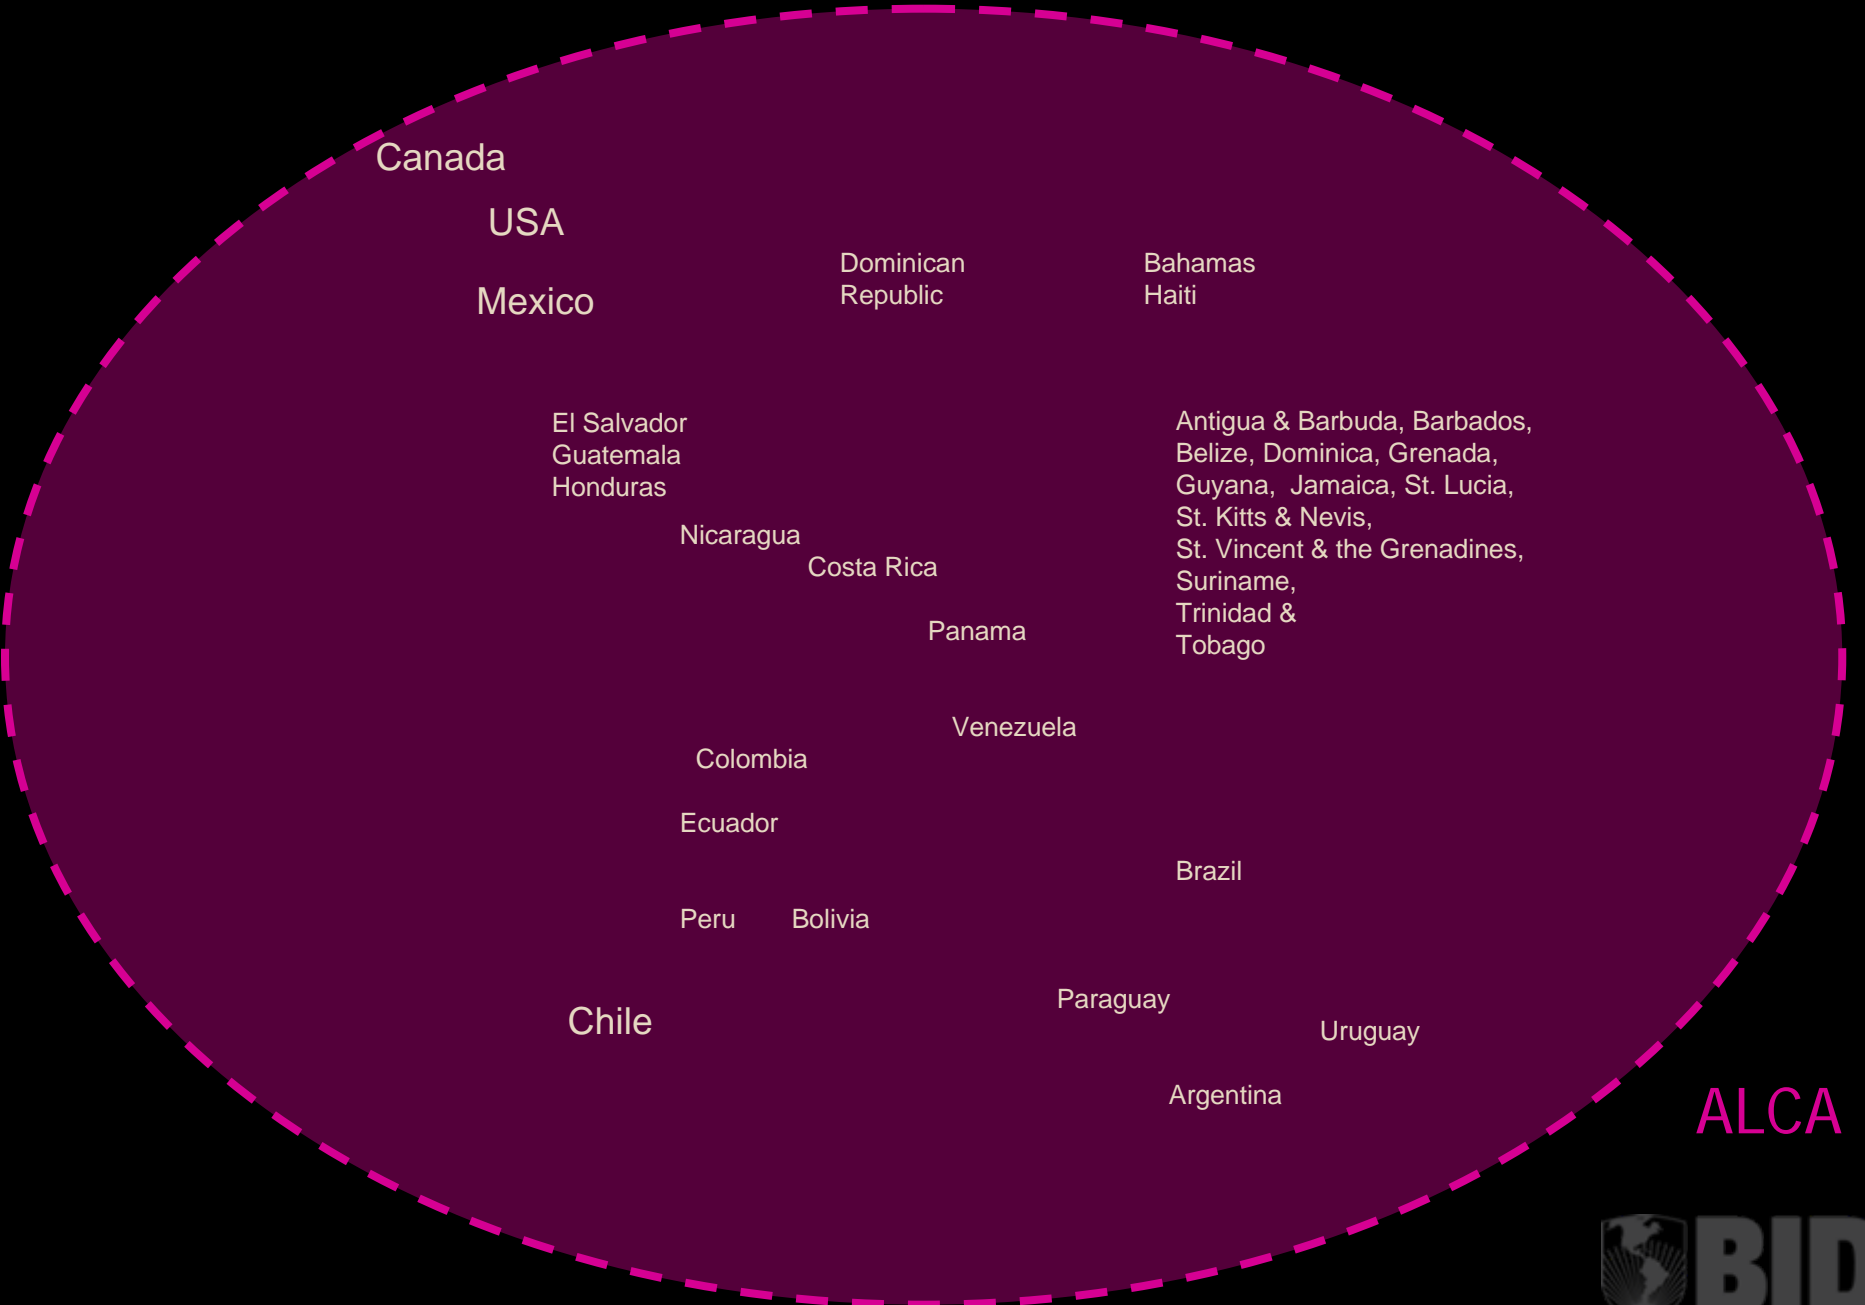 Canada
USA
Mexico
Dominican
Republic
Bahamas
Haiti
El Salvador
Guatemala
Honduras
Nicaragua
Costa Rica
Panama
Antigua & Barbuda, Barbados,
Belize, Dominica, Grenada,
Guyana,  Jamaica, St. Lucia,
St. Kitts & Nevis,
St. Vincent & the Grenadines,
Suriname,
Trinidad &
Tobago
Venezuela
Colombia
Ecuador
Brazil
Peru
Bolivia
Paraguay
Chile
Uruguay
Argentina
ALCA
BID